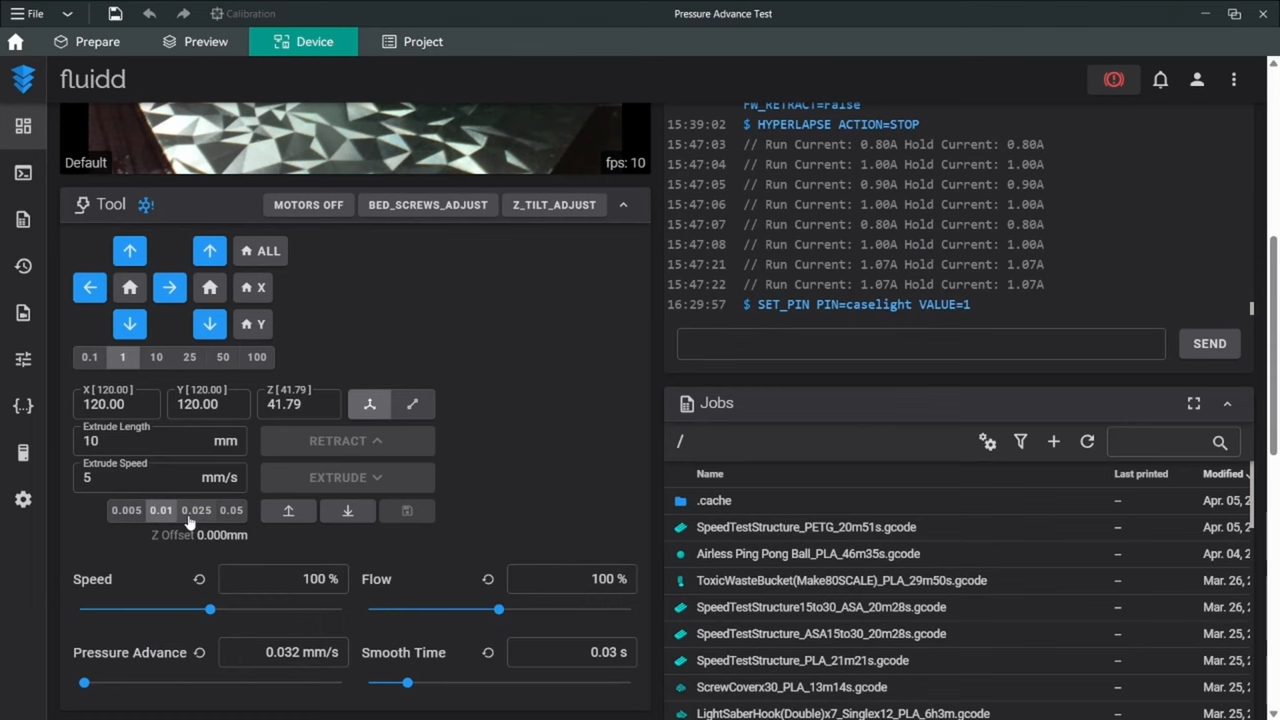 File
Calibration
Pressure Advance Test
Prepare
Preview
Device
Project
fluidd
Default
fps: 10
FW_RETRACT=False
15:39:02 $ HYPERLAPSE ACTION=STOP
15:47:03 // Run Current: 0.80A Hold Current: 0.80A
15:47:04 // Run Current: 0.80A Hold Current: 0.80A
15:47:05 // Run Current: 0.90A Hold Current: 0.90A
15:47:06 // Run Current: 1.00A Hold Current: 1.00A
15:47:07 // Run Current: 0.80A Hold Current: 0.80A
15:47:08 // Run Current: 1.00A Hold Current: 1.00A
15:47:21 // Run Current: 1.07A Hold Current: 1.07A
15:47:22 // Run Current: 1.07A Hold Current: 1.07A
16:29:57 $ SET_PIN PIN=caselight VALUE=1
SEND
Tool
MOTORS OFF
BED_SCREWS_ADJUST
Z_TILT_ADJUST
ALL
X
Y
0.1 1 10 25 50 100
X [ 120.00 ] Y [ 120.00 ] Z [ 41.79 ]
120.00 120.00 41.79
Extrude Length
10 mm
RETRACT
Extrude Speed
5 mm/s
EXTRUDE
0.005 0.01 0.025 0.05
Z Offset 0.000mm
Speed 100 %
Flow 100 %
Pressure Advance 0.032 mm/s
Smooth Time 0.03 s
Jobs
/
Name Last printed Modified
.cache – Apr. 05, 2
SpeedTestStructure_PETG_20m51s.gcode – Apr. 05, 2
Airless Ping Pong Ball_PLA_46m35s.gcode – Apr. 04, 2
ToxicWasteBucket(Make80SCALE)_PLA_29m50s.gcode – Mar. 26, 2
SpeedTestStructure15to30_ASA_20m28s.gcode – Mar. 25, 2
SpeedTestStructure_ASA15to30_20m28s.gcode – Mar. 25, 2
SpeedTestStructure_PLA_21m21s.gcode – Mar. 25, 2
ScrewCoverx30_PLA_13m14s.gcode – Mar. 25, 2
LightSaberHook(Double)x7_Singlex12_PLA_6h3m.gcode – Mar. 25, 2